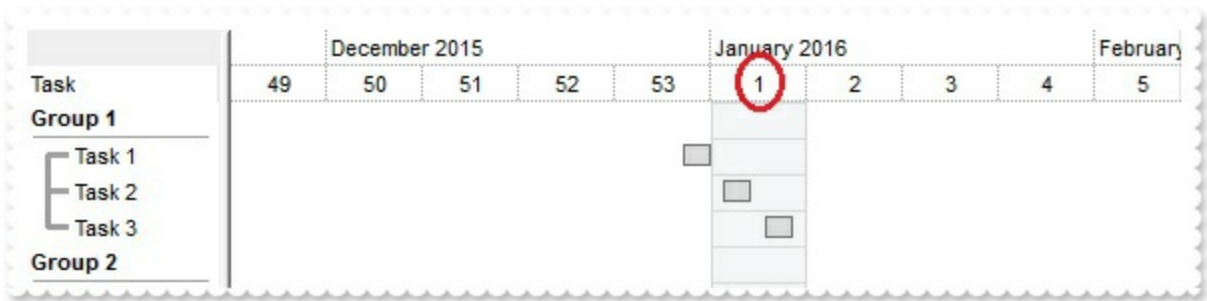 December 2015 January 2016 February
Task 49 50 51 52 53 1 2 3 4 5
Group 1
Task 1
Task 2
Task 3
Group 2